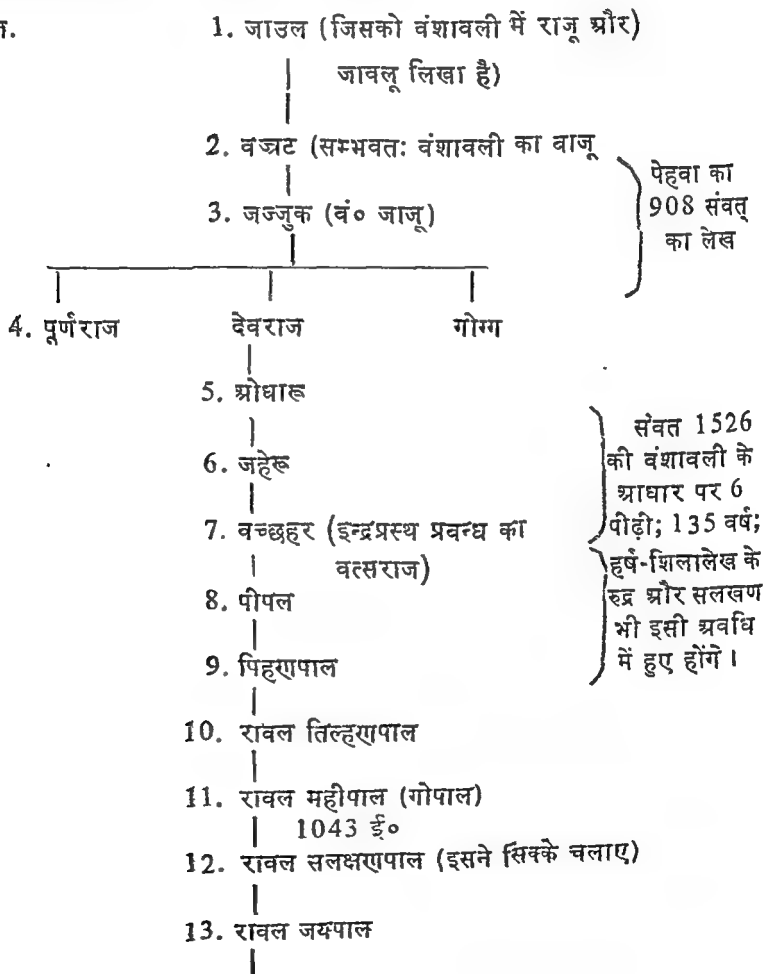 1. जाउल (जिसको वंशावली में राजू और)
जावलू लिखा है)
2. वज्रट (सम्भवतः वंशावली का वाजू
3. जज्जुक (वं० जाजू)
पेहवा का
908 संवत्
का लेख
4. पूर्णराज देवराज गोग्ग
5. ओधारू
6. जहेरू
7. वच्छहर (इन्द्रप्रस्थ प्रवन्ध का
वत्सराज)
8. पीपल
9. पिहणपाल
संवत 1526
की वंशावली के
आधार पर 6
पीढ़ी; 135 वर्ष;
हर्ष-शिलालेख के
रुद्र और सलखण
भी इसी अवधि
में हुए होंगे।
10. रावल तिल्हणपाल
11. रावल महीपाल (गोपाल)
1043 ई०
12. रावल सलक्षणपाल (इसने सिक्के चलाए)
13. रावल जयपाल